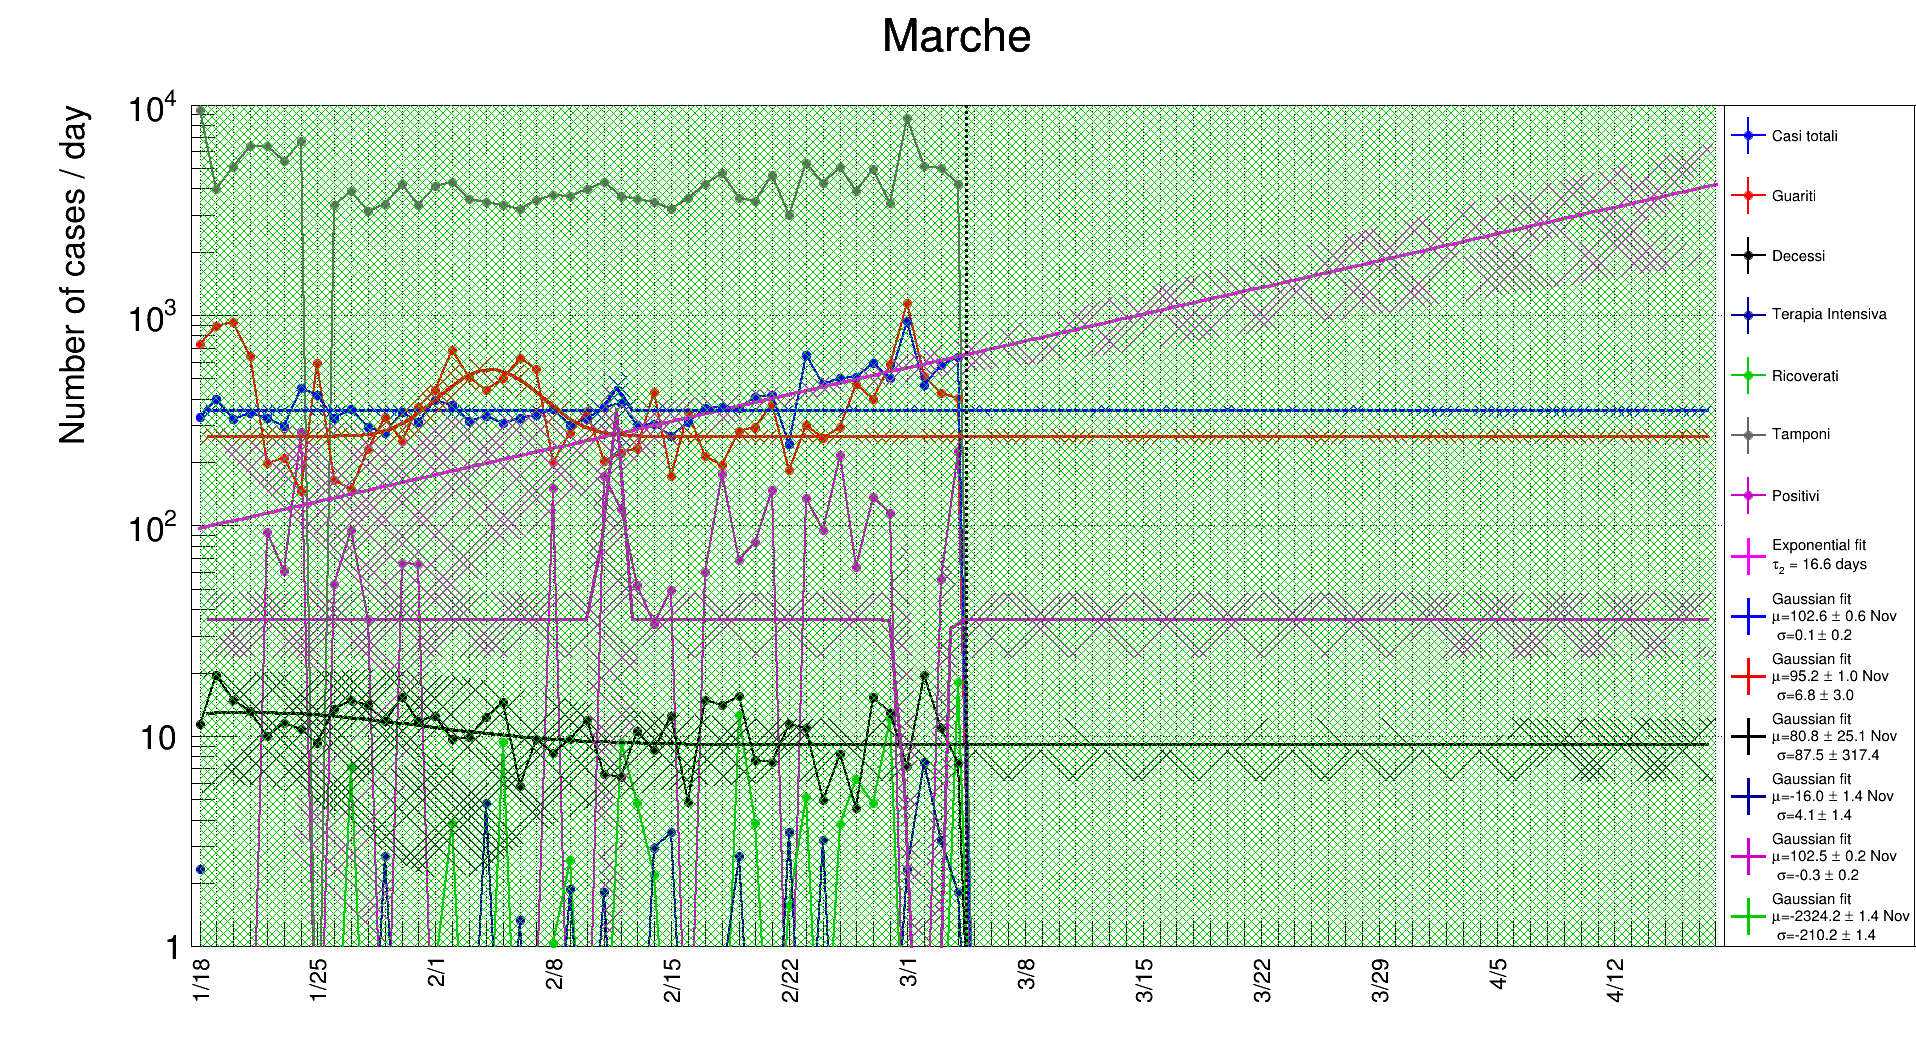 Marche
Number of cases / day
10^4
10^3
10^2
10
1
1/18
1/25
2/1
2/8
2/15
2/22
3/1
3/8
3/15
3/22
3/29
4/5
4/12
Casi totali
Guariti
Decessi
Terapia Intensiva
Ricoverati
Tamponi
Positivi
Exponential fit
τ₂ = 16.6 days
Gaussian fit
μ=102.6 ± 0.6 Nov
σ=0.1 ± 0.2
Gaussian fit
μ=95.2 ± 1.0 Nov
σ=6.8 ± 3.0
Gaussian fit
μ=80.8 ± 25.1 Nov
σ=87.5 ± 317.4
Gaussian fit
μ=-16.0 ± 1.4 Nov
σ=4.1 ± 1.4
Gaussian fit
μ=102.5 ± 0.2 Nov
σ=-0.3 ± 0.2
Gaussian fit
μ=-2324.2 ± 1.4 Nov
σ=-210.2 ± 1.4